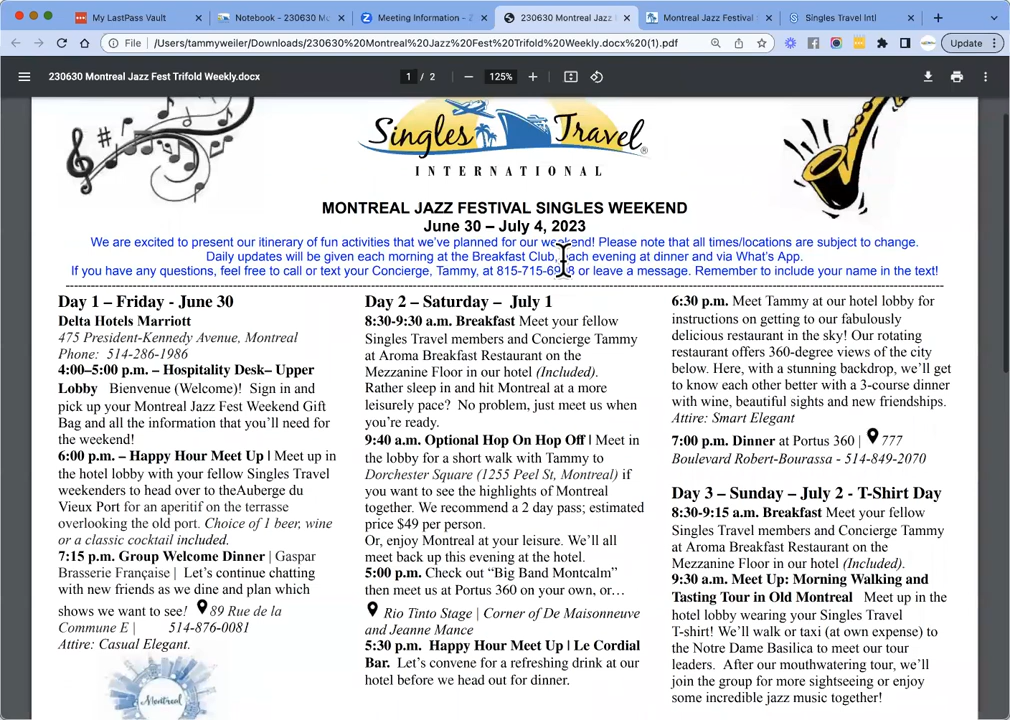 My LastPass Vault
Notebook - 230630 Mo
Meeting Information - Z
230630 Montreal Jazz
Montreal Jazz Festival S
Singles Travel Intl
File
/Users/tammyweiler/Downloads/230630%20Montreal%20Jazz%20Fest%20Trifold%20Weekly.docx%20(1).pdf
Update
230630 Montreal Jazz Fest Trifold Weekly.docx
1 / 2
125%
Singles Travel
INTERNATIONAL
MONTREAL JAZZ FESTIVAL SINGLES WEEKEND
June 30 – July 4, 2023
We are excited to present our itinerary of fun activities that we've planned for our weekend! Please note that all times/locations are subject to change.
Daily updates will be given each morning at the Breakfast Club, each evening at dinner and via What's App.
If you have any questions, feel free to call or text your Concierge, Tammy, at or leave a message. Remember to include your name in the text!
Day 1 – Friday - June 30
Delta Hotels Marriott
475 President-Kennedy Avenue, Montreal
Phone: 514-286-1986
4:00–5:00 p.m. – Hospitality Desk– Upper
Lobby Bienvenue (Welcome)! Sign in and
pick up your Montreal Jazz Fest Weekend Gift
Bag and all the information that you'll need for
the weekend!
6:00 p.m. – Happy Hour Meet Up | Meet up in
the hotel lobby with your fellow Singles Travel
weekenders to head over to theAuberge du
Vieux Port for an aperitif on the terrasse
overlooking the old port. Choice of 1 beer, wine
or a classic cocktail included.
7:15 p.m. Group Welcome Dinner | Gaspar
Brasserie Française | Let's continue chatting
with new friends as we dine and plan which
shows we want to see! 89 Rue de la
Commune E | 514-876-0081
Attire: Casual Elegant.
Montreal
Day 2 – Saturday – July 1
8:30-9:30 a.m. Breakfast Meet your fellow
Singles Travel members and Concierge Tammy
at Aroma Breakfast Restaurant on the
Mezzanine Floor in our hotel (Included).
Rather sleep in and hit Montreal at a more
leisurely pace? No problem, just meet us when
you're ready.
9:40 a.m. Optional Hop On Hop Off | Meet in
the lobby for a short walk with Tammy to
Dorchester Square (1255 Peel St, Montreal) if
you want to see the highlights of Montreal
together. We recommend a 2 day pass; estimated
price $49 per person.
Or, enjoy Montreal at your leisure. We'll all
meet back up this evening at the hotel.
5:00 p.m. Check out “Big Band Montcalm”
then meet us at Portus 360 on your own, or…
Rio Tinto Stage | Corner of De Maisonneuve
and Jeanne Mance
5:30 p.m. Happy Hour Meet Up | Le Cordial
Bar. Let's convene for a refreshing drink at our
hotel before we head out for dinner.
6:30 p.m. Meet Tammy at our hotel lobby for
instructions on getting to our fabulously
delicious restaurant in the sky! Our rotating
restaurant offers 360-degree views of the city
below. Here, with a stunning backdrop, we'll get
to know each other better with a 3-course dinner
with wine, beautiful sights and new friendships.
Attire: Smart Elegant
7:00 p.m. Dinner at Portus 360 | 777
Boulevard Robert-Bourassa - 514-849-2070
Day 3 – Sunday – July 2 - T-Shirt Day
8:30-9:15 a.m. Breakfast Meet your fellow
Singles Travel members and Concierge Tammy
at Aroma Breakfast Restaurant on the
Mezzanine Floor in our hotel (Included).
9:30 a.m. Meet Up: Morning Walking and
Tasting Tour in Old Montreal Meet up in the
hotel lobby wearing your Singles Travel
T-shirt! We'll walk or taxi (at own expense) to
the Notre Dame Basilica to meet our tour
leaders. After our mouthwatering tour, we'll
join the group for more sightseeing or enjoy
some incredible jazz music together!